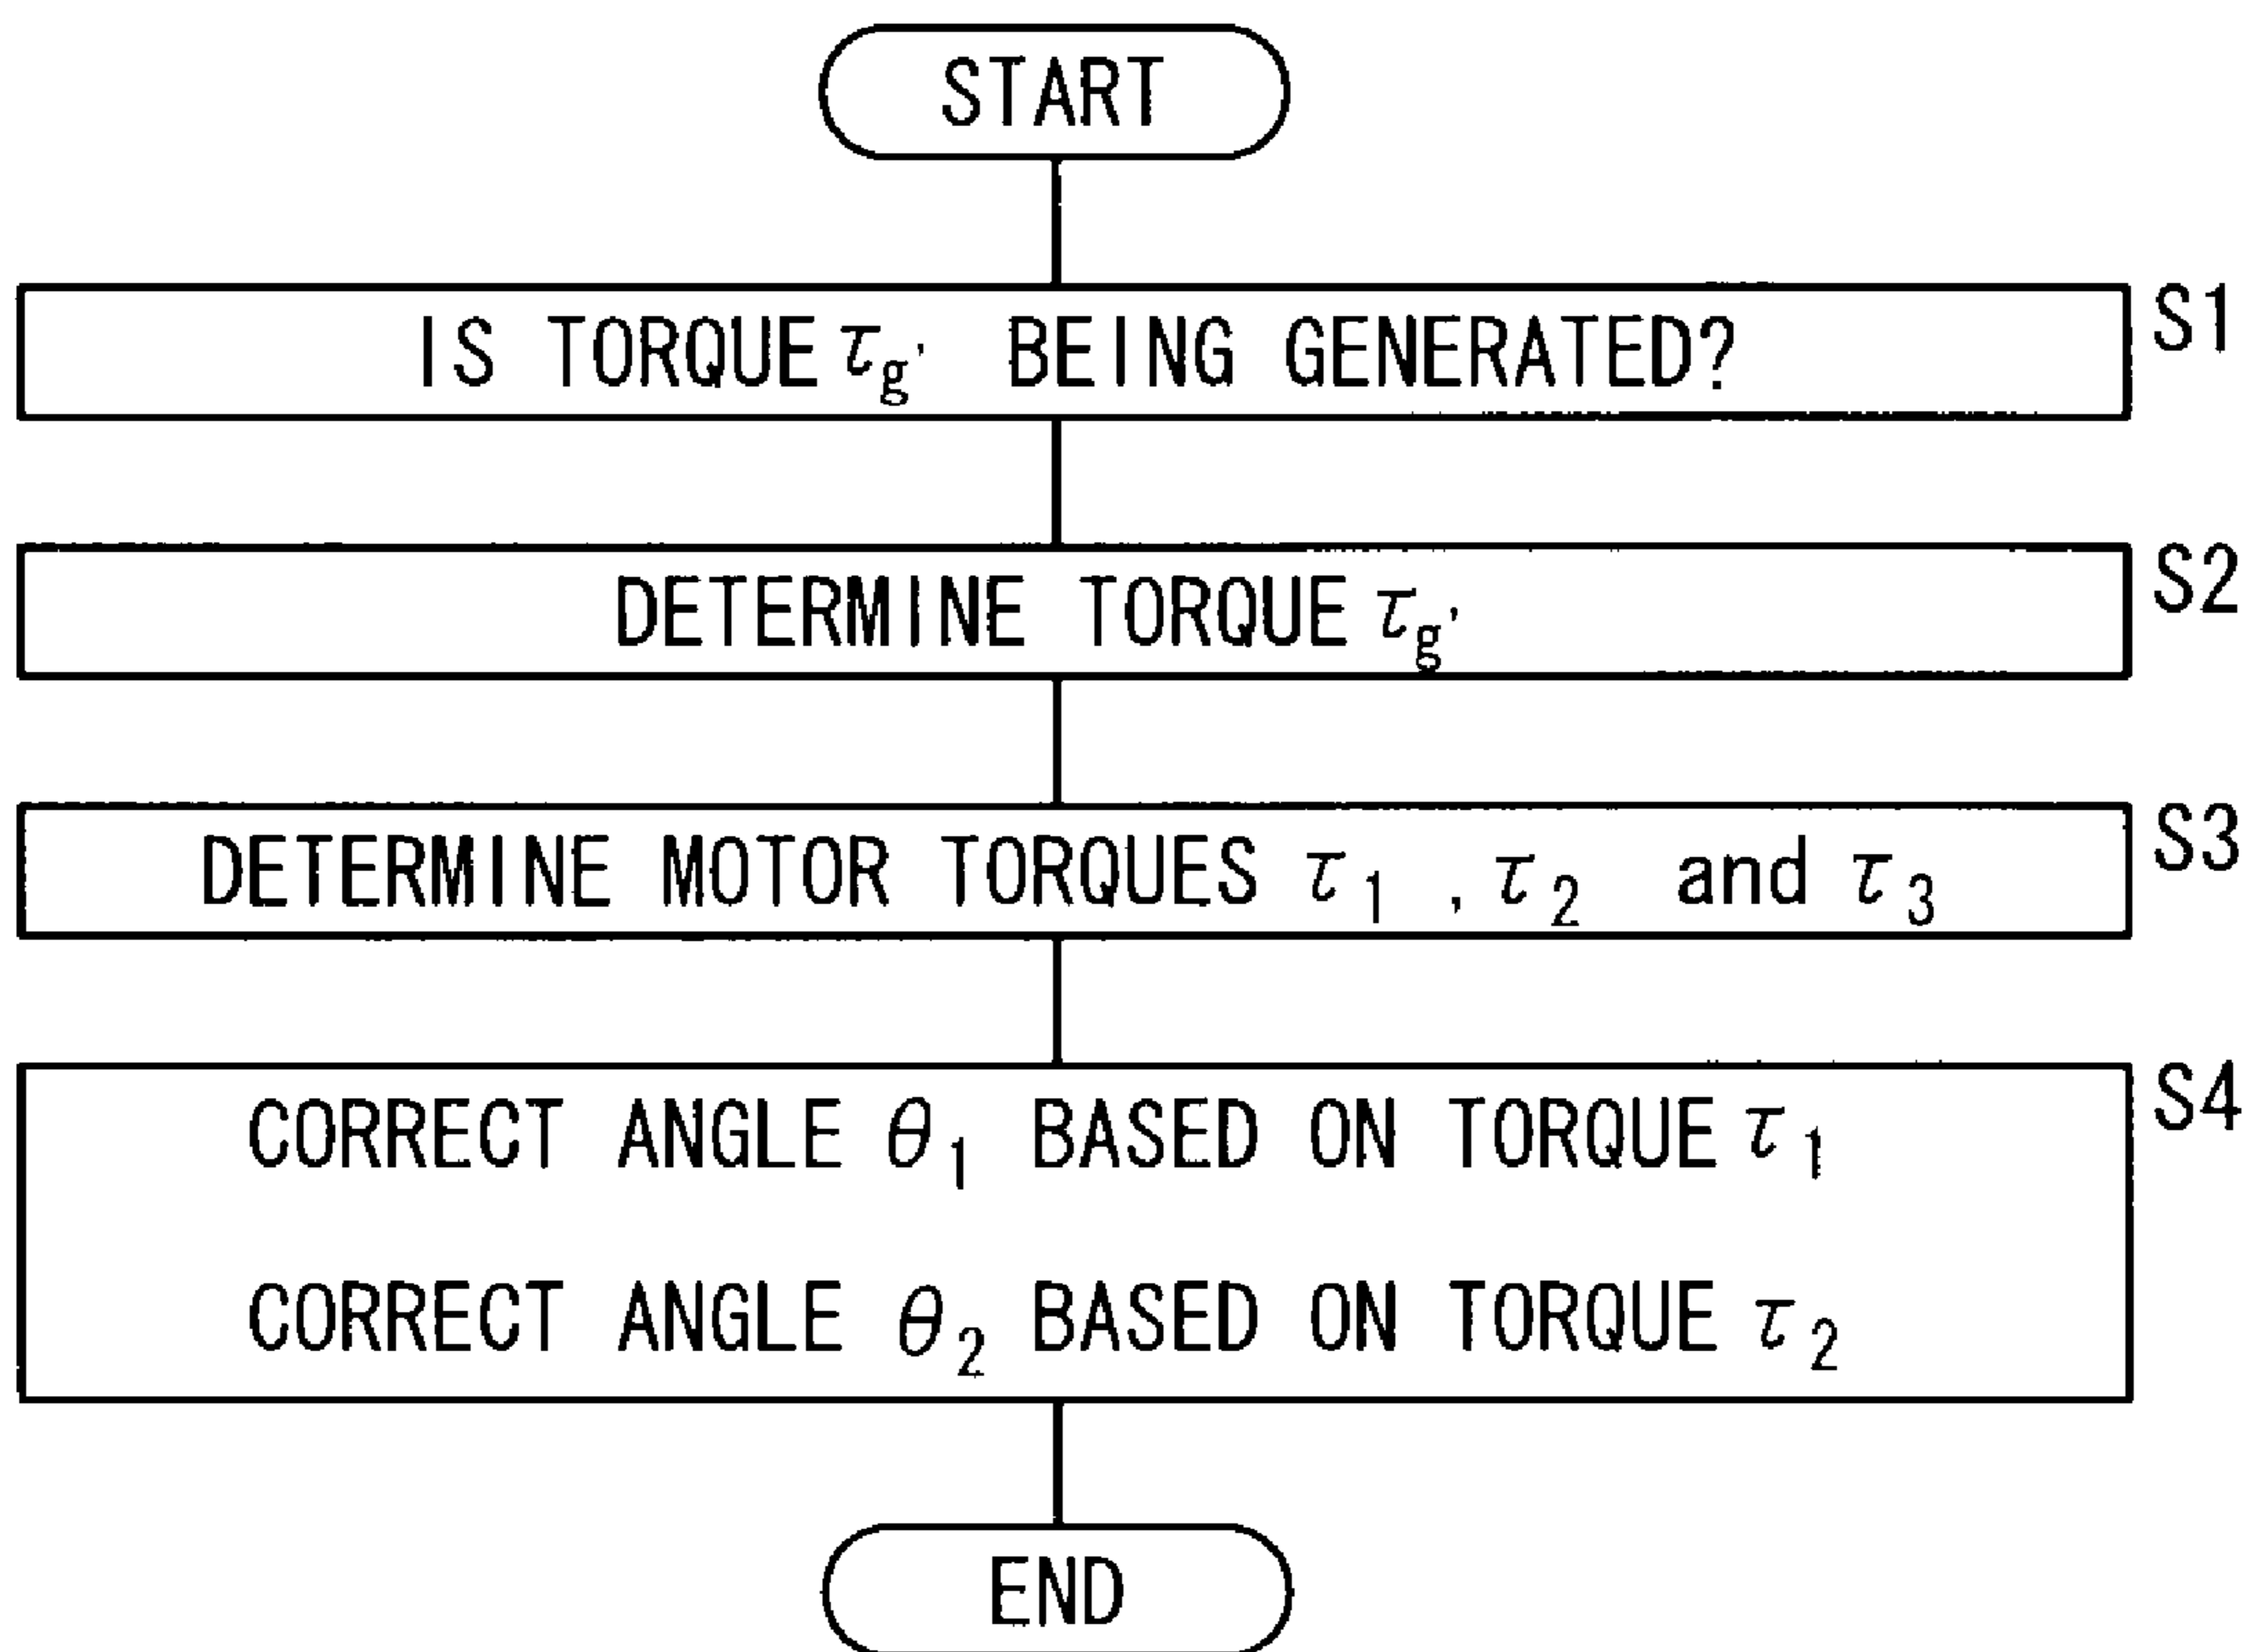 START
IS TORQUE τg' BEING GENERATED? S1
DETERMINE TORQUE τg' S2
DETERMINE MOTOR TORQUES τ1 ,τ2 and τ3 S3
CORRECT ANGLE θ1 BASED ON TORQUE τ1 S4
CORRECT ANGLE θ2 BASED ON TORQUE τ2
END